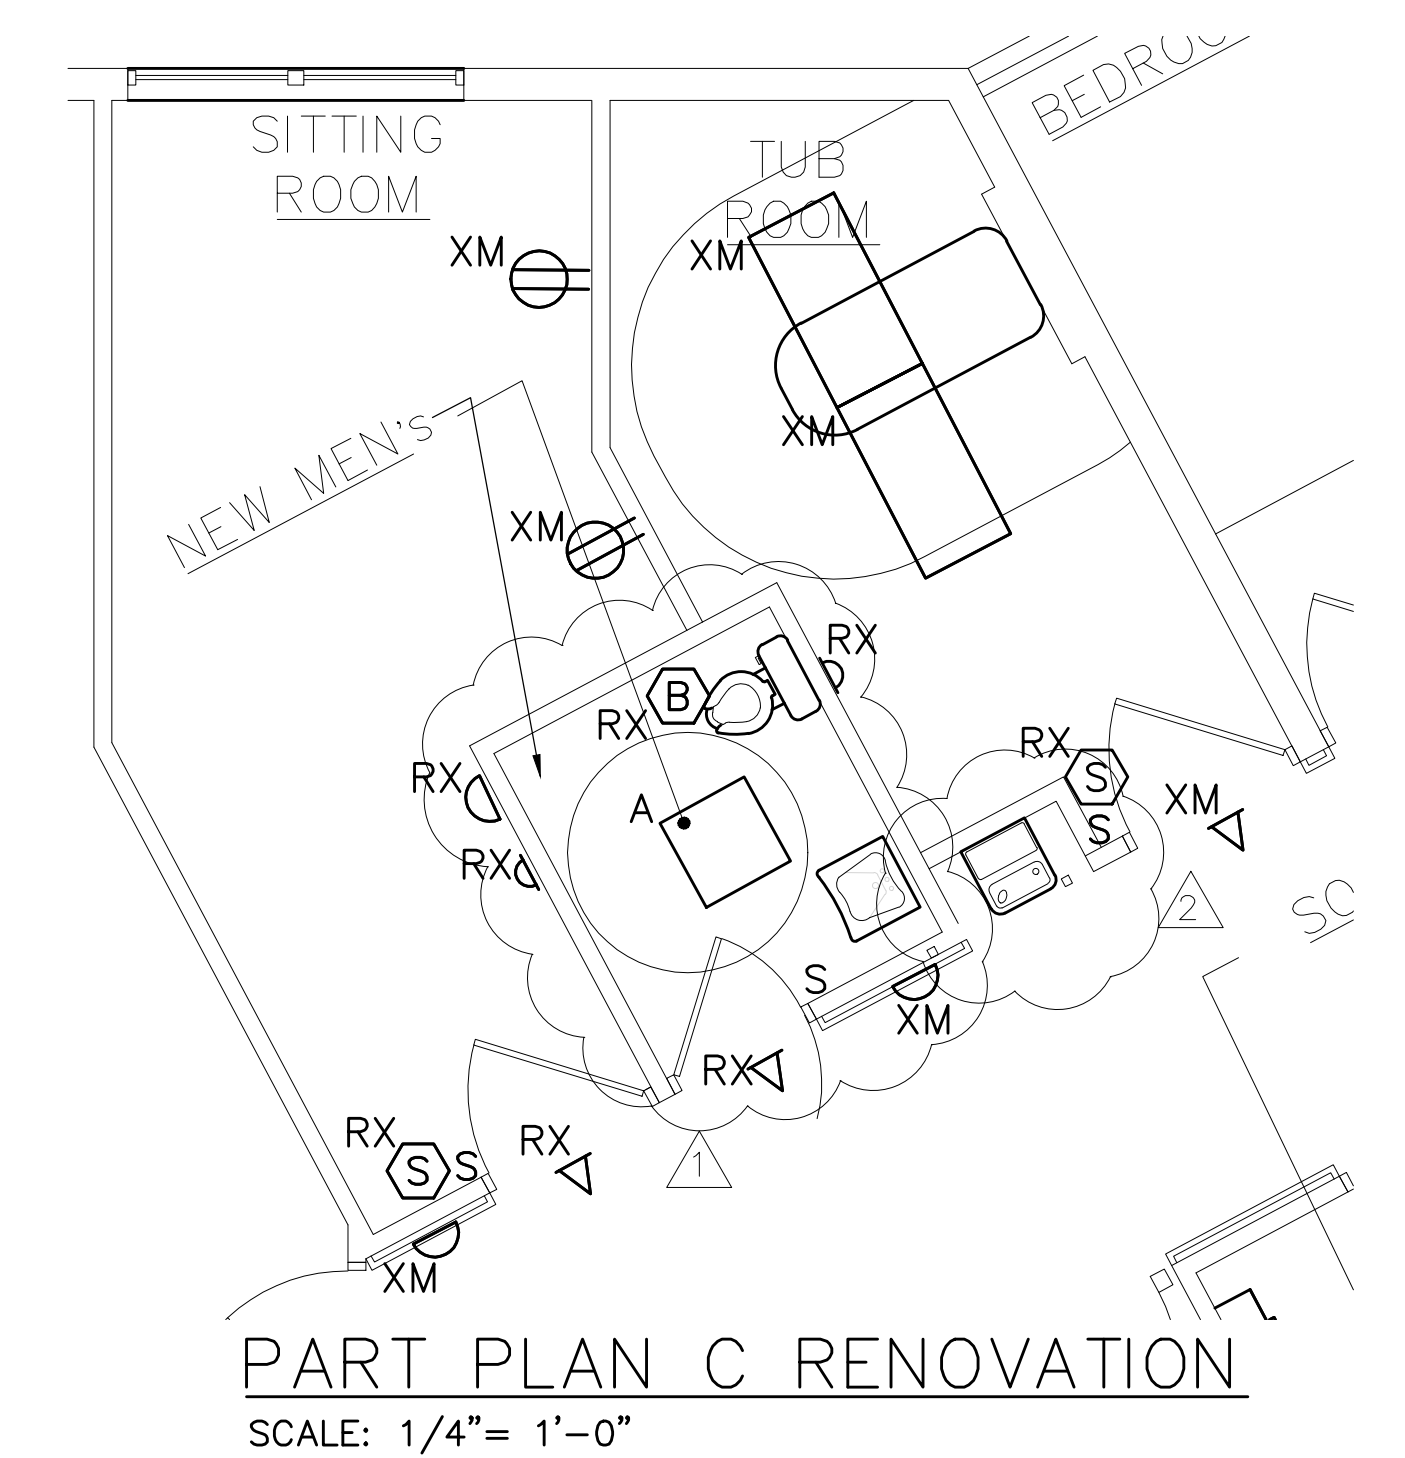 BEDROO
SITTING
ROOM
TUB
ROOM
XM
XM
XM
NEW MEN's
XM
RX
B
RX
RX
RX
S
XM
A
S
RX
2
S
XM
RX
1
RX
S
S
RX
XM
PART PLAN C RENOVATION
SCALE: 1/4"= 1'-0"